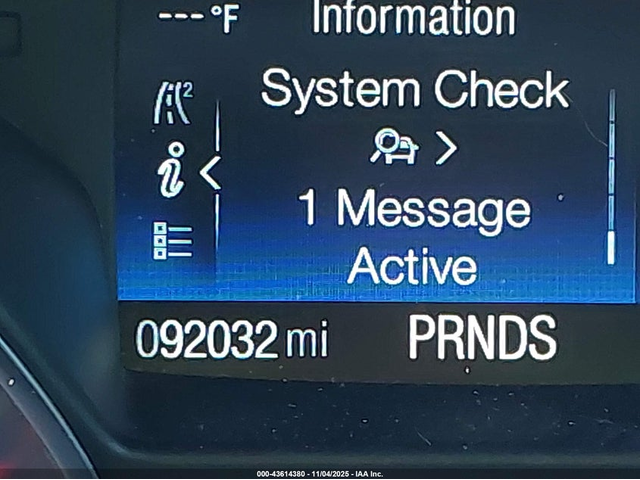 ---°F
Information
System Check
1 Message
Active
092032 mi
PRNDS
000-43614380 - 11/04/2025 - IAA Inc.